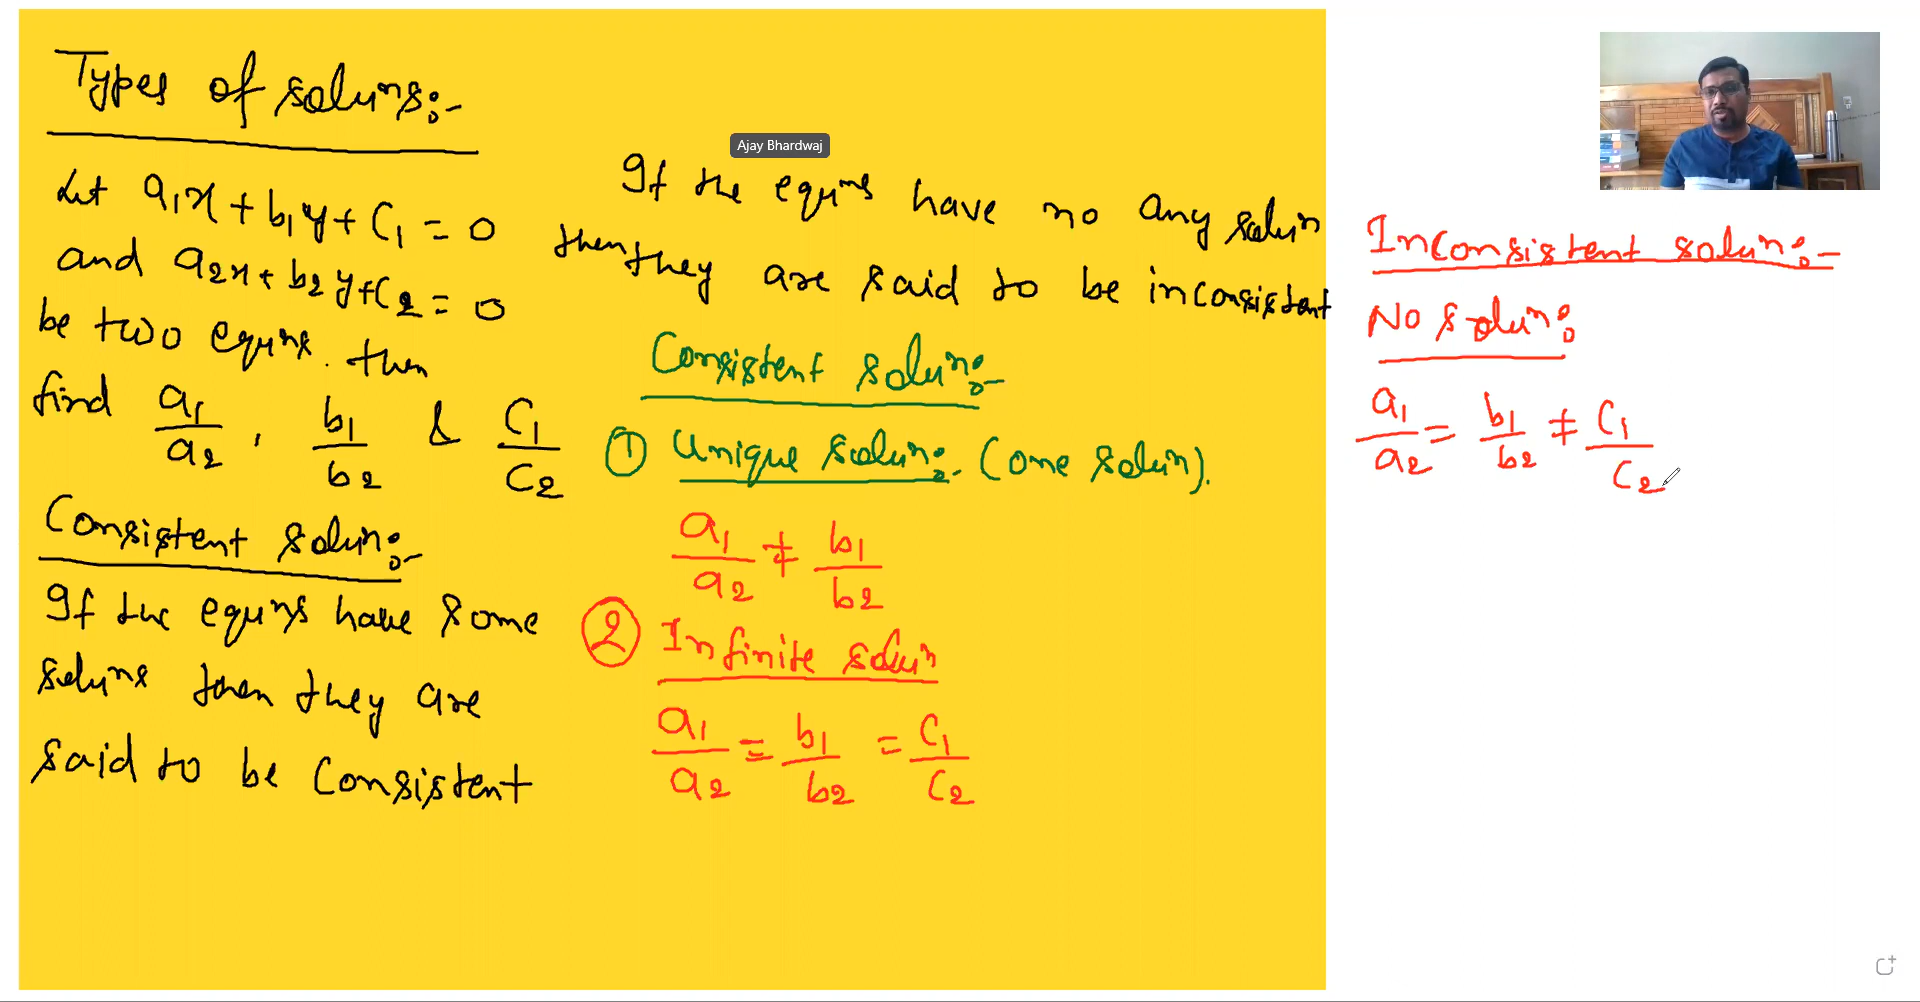 Types of soluns:-
Let a₁x + b₁y + c₁ = 0
and a₂x + b₂y + c₂ = 0
be two equns. then
find a₁/a₂ , b₁/b₂ & c₁/c₂
Consistent solun:-
If the equns have some
soluns then they are
said to be consistent
Ajay Bhardwaj
If the equns have no any solun
then they are said to be inconsistent
Consistent solun:-
① Unique solun:- (one solun).
a₁/a₂ ≠ b₁/b₂
② Infinite solun
a₁/a₂ = b₁/b₂ = c₁/c₂
Inconsistent solun:-
No solun:
a₁/a₂ = b₁/b₂ ≠ c₁/c₂